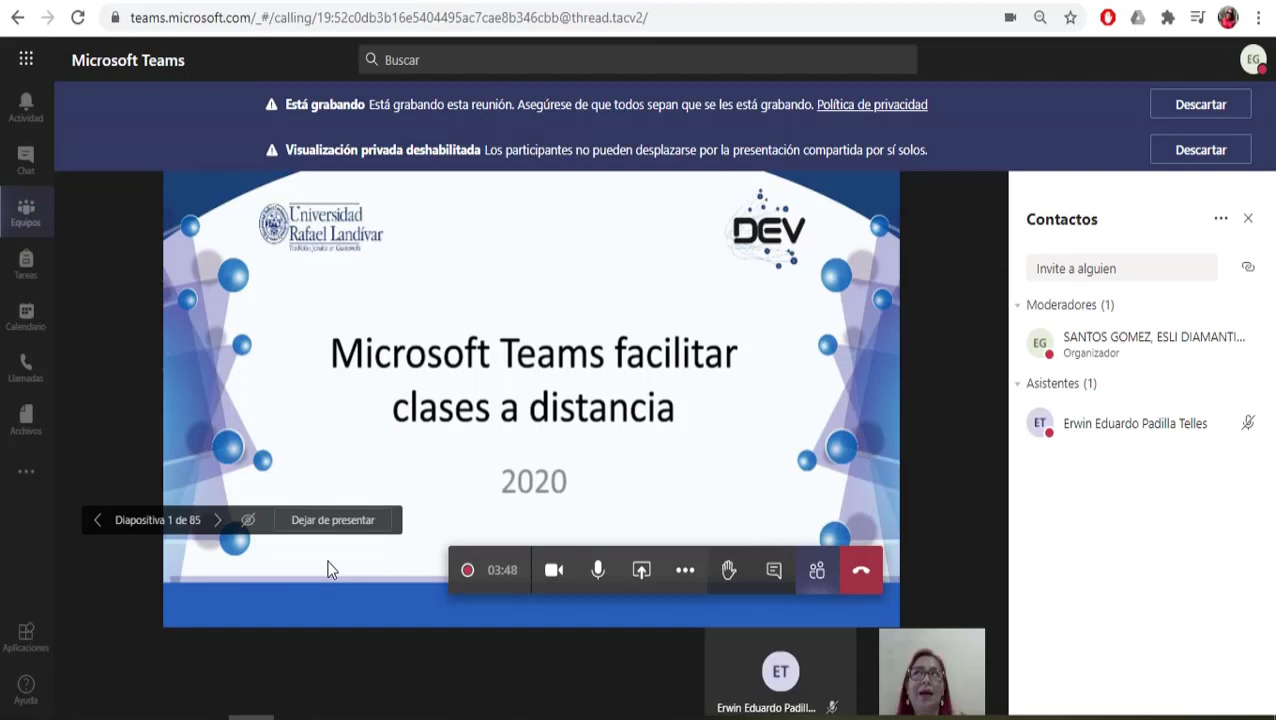 teams.microsoft.com/_#/calling/19:52c0db3b16e5404495ac7cae8b346cbb@thread.tacv2/
Microsoft Teams
Buscar
EG
Está grabando Está grabando esta reunión. Asegúrese de que todos sepan que se les está grabando. Política de privacidad
Descartar
Visualización privada deshabilitada Los participantes no pueden desplazarse por la presentación compartida por sí solos.
Descartar
Actividad
Chat
Equipos
Tareas
Calendario
Llamadas
Archivos
Aplicaciones
Ayuda
Universidad
Rafael Landívar
DEV
Microsoft Teams facilitar
clases a distancia
2020
Diapositiva 1 de 85
Dejar de presentar
03:48
ET
Erwin Eduardo Padill...
Contactos
Invite a alguien
Moderadores (1)
EG
SANTOS GOMEZ, ESLI DIAMANTI...
Organizador
Asistentes (1)
ET
Erwin Eduardo Padilla Telles